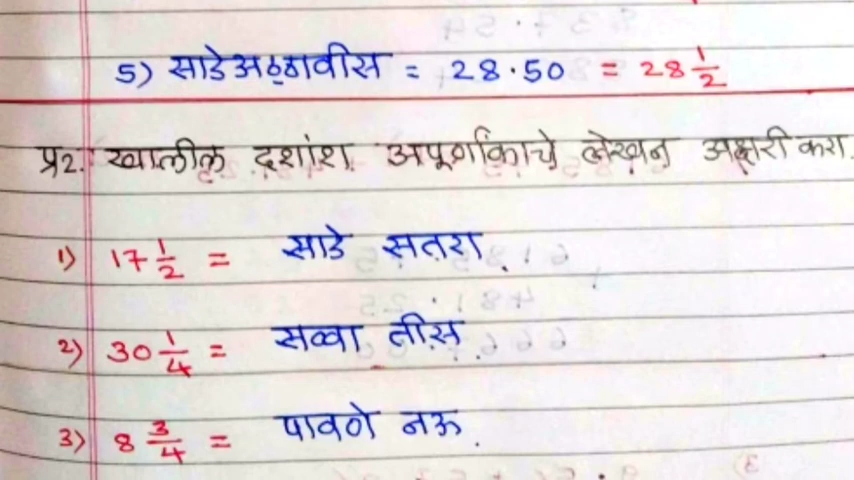 5) साडेअठ्ठावीस = 28.50 = 28 1/2
प्र2. खालील दशांश अपूर्णांकाचे लेखन अक्षरी करा.
1) 17 1/2 = साडे सतरा.
2) 30 1/4 = सव्वा तीस.
3) 8 3/4 = पावणे नऊ.